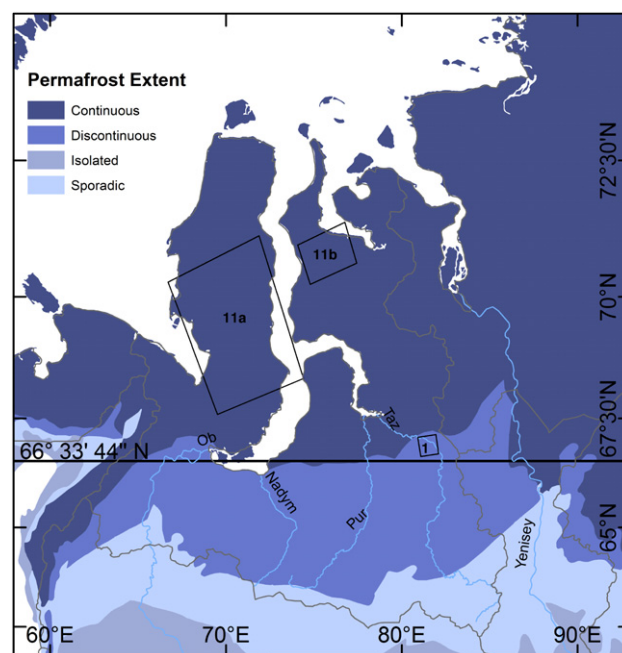 Permafrost Extent
Continuous
Discontinuous
Isolated
Sporadic
72°30'N
11b
70°N
11a
67°30'N
Taz
Ob
1
66° 33' 44" N
Nadym
Pur
65°N
Yenisey
60°E
70°E
80°E
90°E